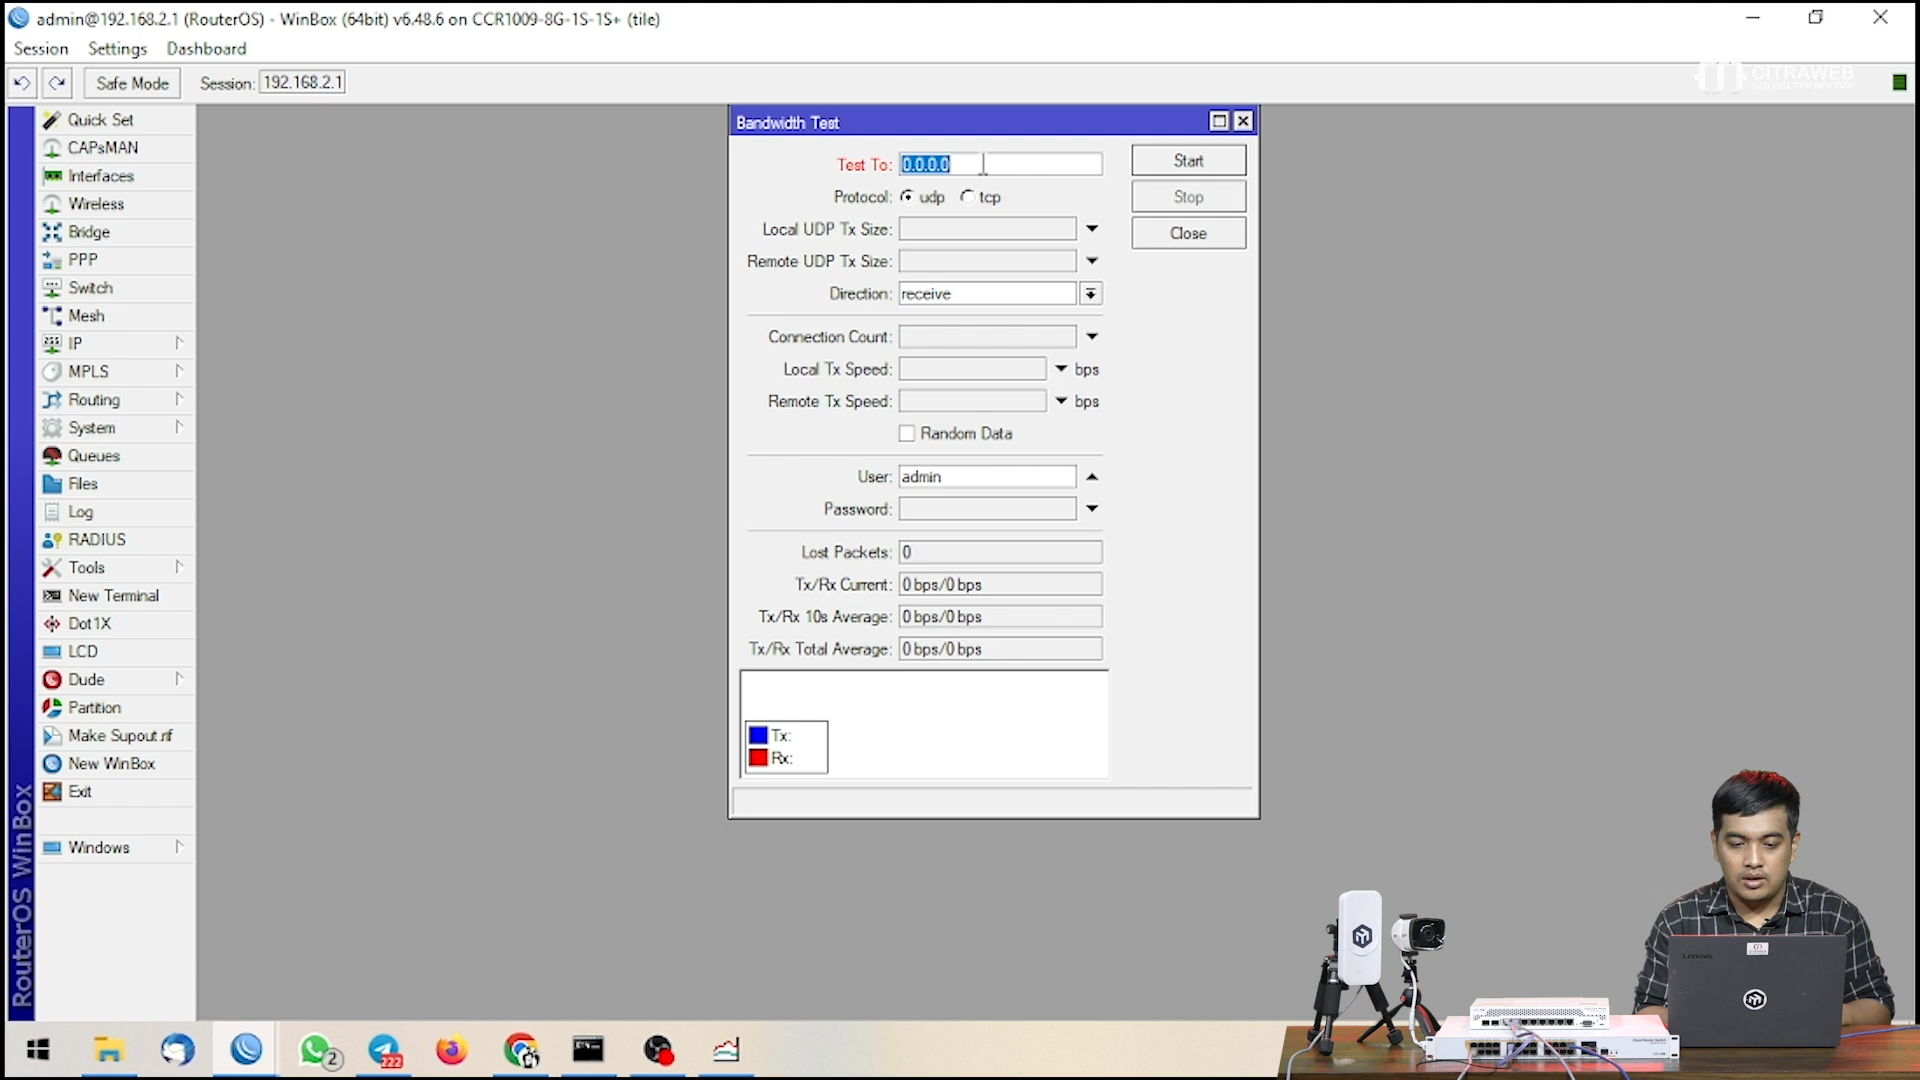 admin@192.168.2.1 (RouterOS) - WinBox (64bit) v6.48.6 on CCR1009-8G-1S-1S+ (tile)
Session Settings Dashboard
Safe Mode Session: 192.168.2.1
CITRAWEB
SOLUSI TEKNOLOGI
Quick Set
CAPsMAN
Interfaces
Wireless
Bridge
PPP
Switch
Mesh
IP
MPLS
Routing
System
Queues
Files
Log
RADIUS
Tools
New Terminal
Dot1X
LCD
Dude
Partition
Make Supout.rif
New WinBox
Exit
Windows
RouterOS WinBox
Bandwidth Test
Test To: 0.0.0.0
Protocol: udp tcp
Local UDP Tx Size:
Remote UDP Tx Size:
Direction: receive
Connection Count:
Local Tx Speed: bps
Remote Tx Speed: bps
Random Data
User: admin
Password:
Lost Packets: 0
Tx/Rx Current: 0 bps/0 bps
Tx/Rx 10s Average: 0 bps/0 bps
Tx/Rx Total Average: 0 bps/0 bps
Tx:
Rx:
Start
Stop
Close
2
222
Lenovo